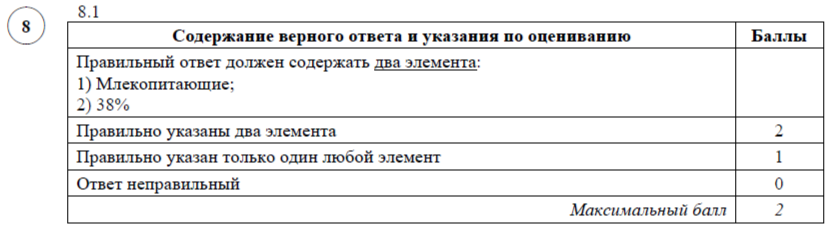 8
8.1
Содержание верного ответа и указания по оцениванию Баллы
Правильный ответ должен содержать два элемента:
1) Млекопитающие;
2) 38%
Правильно указаны два элемента 2
Правильно указан только один любой элемент 1
Ответ неправильный 0
Максимальный балл 2